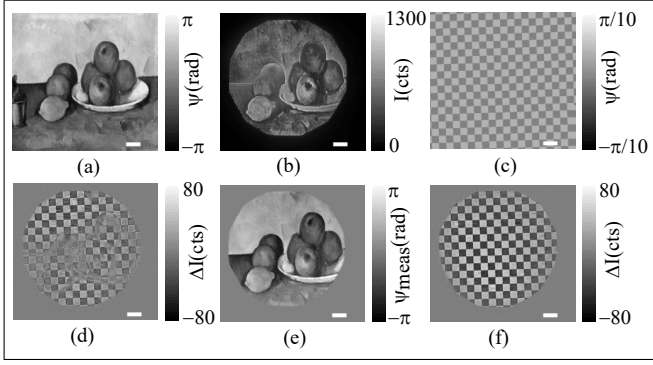 π
ψ(rad)
−π
(a)
1300
I(cts)
0
(b)
π/10
ψ(rad)
−π/10
(c)
80
ΔI(cts)
−80
(d)
π
Ψmeas(rad)
−π
(e)
80
ΔI(cts)
−80
(f)